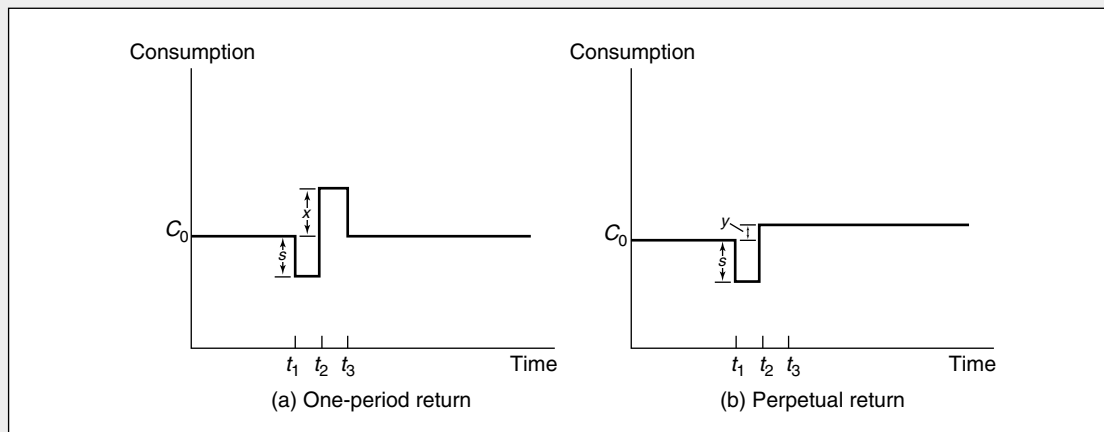 Consumption
C0
x
s
t1 t2 t3
Time
(a) One-period return
Consumption
C0
y
s
t1 t2 t3
Time
(b) Perpetual return